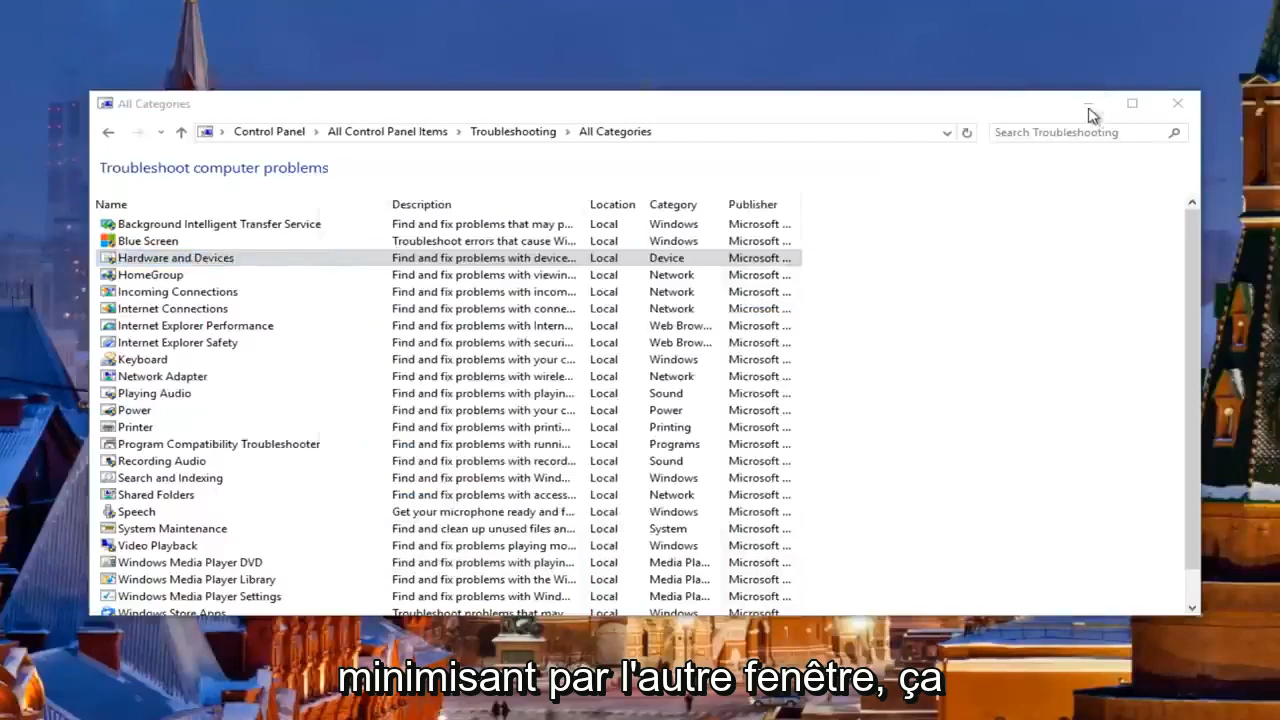 All Categories
Control Panel > All Control Panel Items > Troubleshooting > All Categories
Search Troubleshooting
Troubleshoot computer problems
Name Description Location Category Publisher
Background Intelligent Transfer Service Find and fix problems that may p... Local Windows Microsoft ...
Blue Screen Troubleshoot errors that cause Wi... Local Windows Microsoft ...
Hardware and Devices Find and fix problems with device... Local Device Microsoft ...
HomeGroup Find and fix problems with viewin... Local Network Microsoft ...
Incoming Connections Find and fix problems with incom... Local Network Microsoft ...
Internet Connections Find and fix problems with conne... Local Network Microsoft ...
Internet Explorer Performance Find and fix problems with Intern... Local Web Brow... Microsoft ...
Internet Explorer Safety Find and fix problems with securi... Local Web Brow... Microsoft ...
Keyboard Find and fix problems with your c... Local Windows Microsoft ...
Network Adapter Find and fix problems with wirele... Local Network Microsoft ...
Playing Audio Find and fix problems with playin... Local Sound Microsoft ...
Power Find and fix problems with your c... Local Power Microsoft ...
Printer Find and fix problems with printi... Local Printing Microsoft ...
Program Compatibility Troubleshooter Find and fix problems with runni... Local Programs Microsoft ...
Recording Audio Find and fix problems with record... Local Sound Microsoft ...
Search and Indexing Find and fix problems with Wind... Local Windows Microsoft ...
Shared Folders Find and fix problems with access... Local Network Microsoft ...
Speech Get your microphone ready and f... Local Windows Microsoft ...
System Maintenance Find and clean up unused files an... Local System Microsoft ...
Video Playback Find and fix problems playing mo... Local Windows Microsoft ...
Windows Media Player DVD Find and fix problems with playin... Local Media Pla... Microsoft ...
Windows Media Player Library Find and fix problems with the Wi... Local Media Pla... Microsoft ...
Windows Media Player Settings Find and fix problems with Wind... Local Media Pla... Microsoft ...
Windows Store Apps Troubleshoot problems that may ... Local Windows Microsoft ...
minimisant par l'autre fenêtre, ça